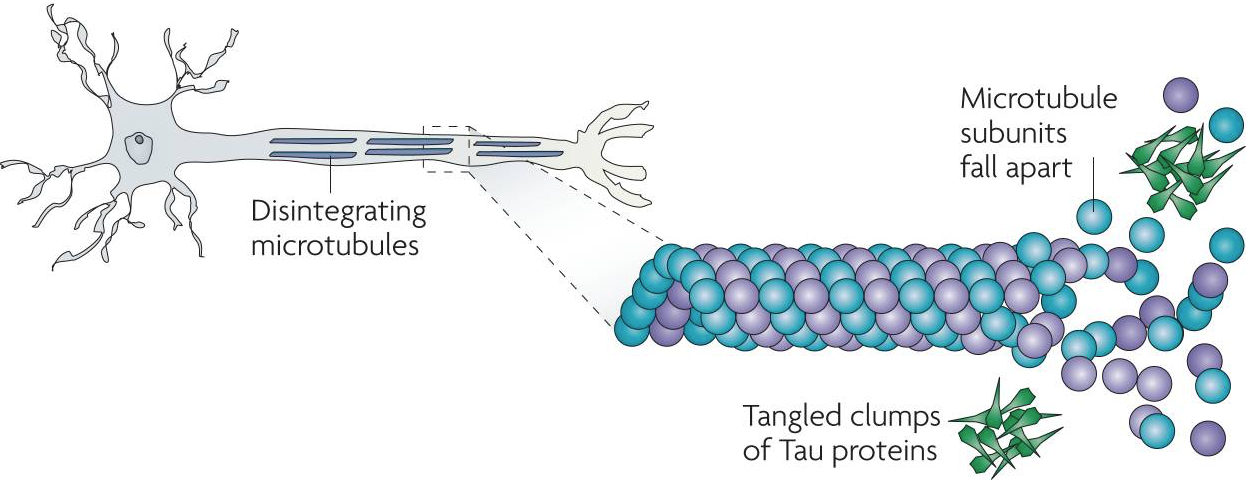 Microtubule
subunits
fall apart
Disintegrating
microtubules
Tangled clumps
of Tau proteins